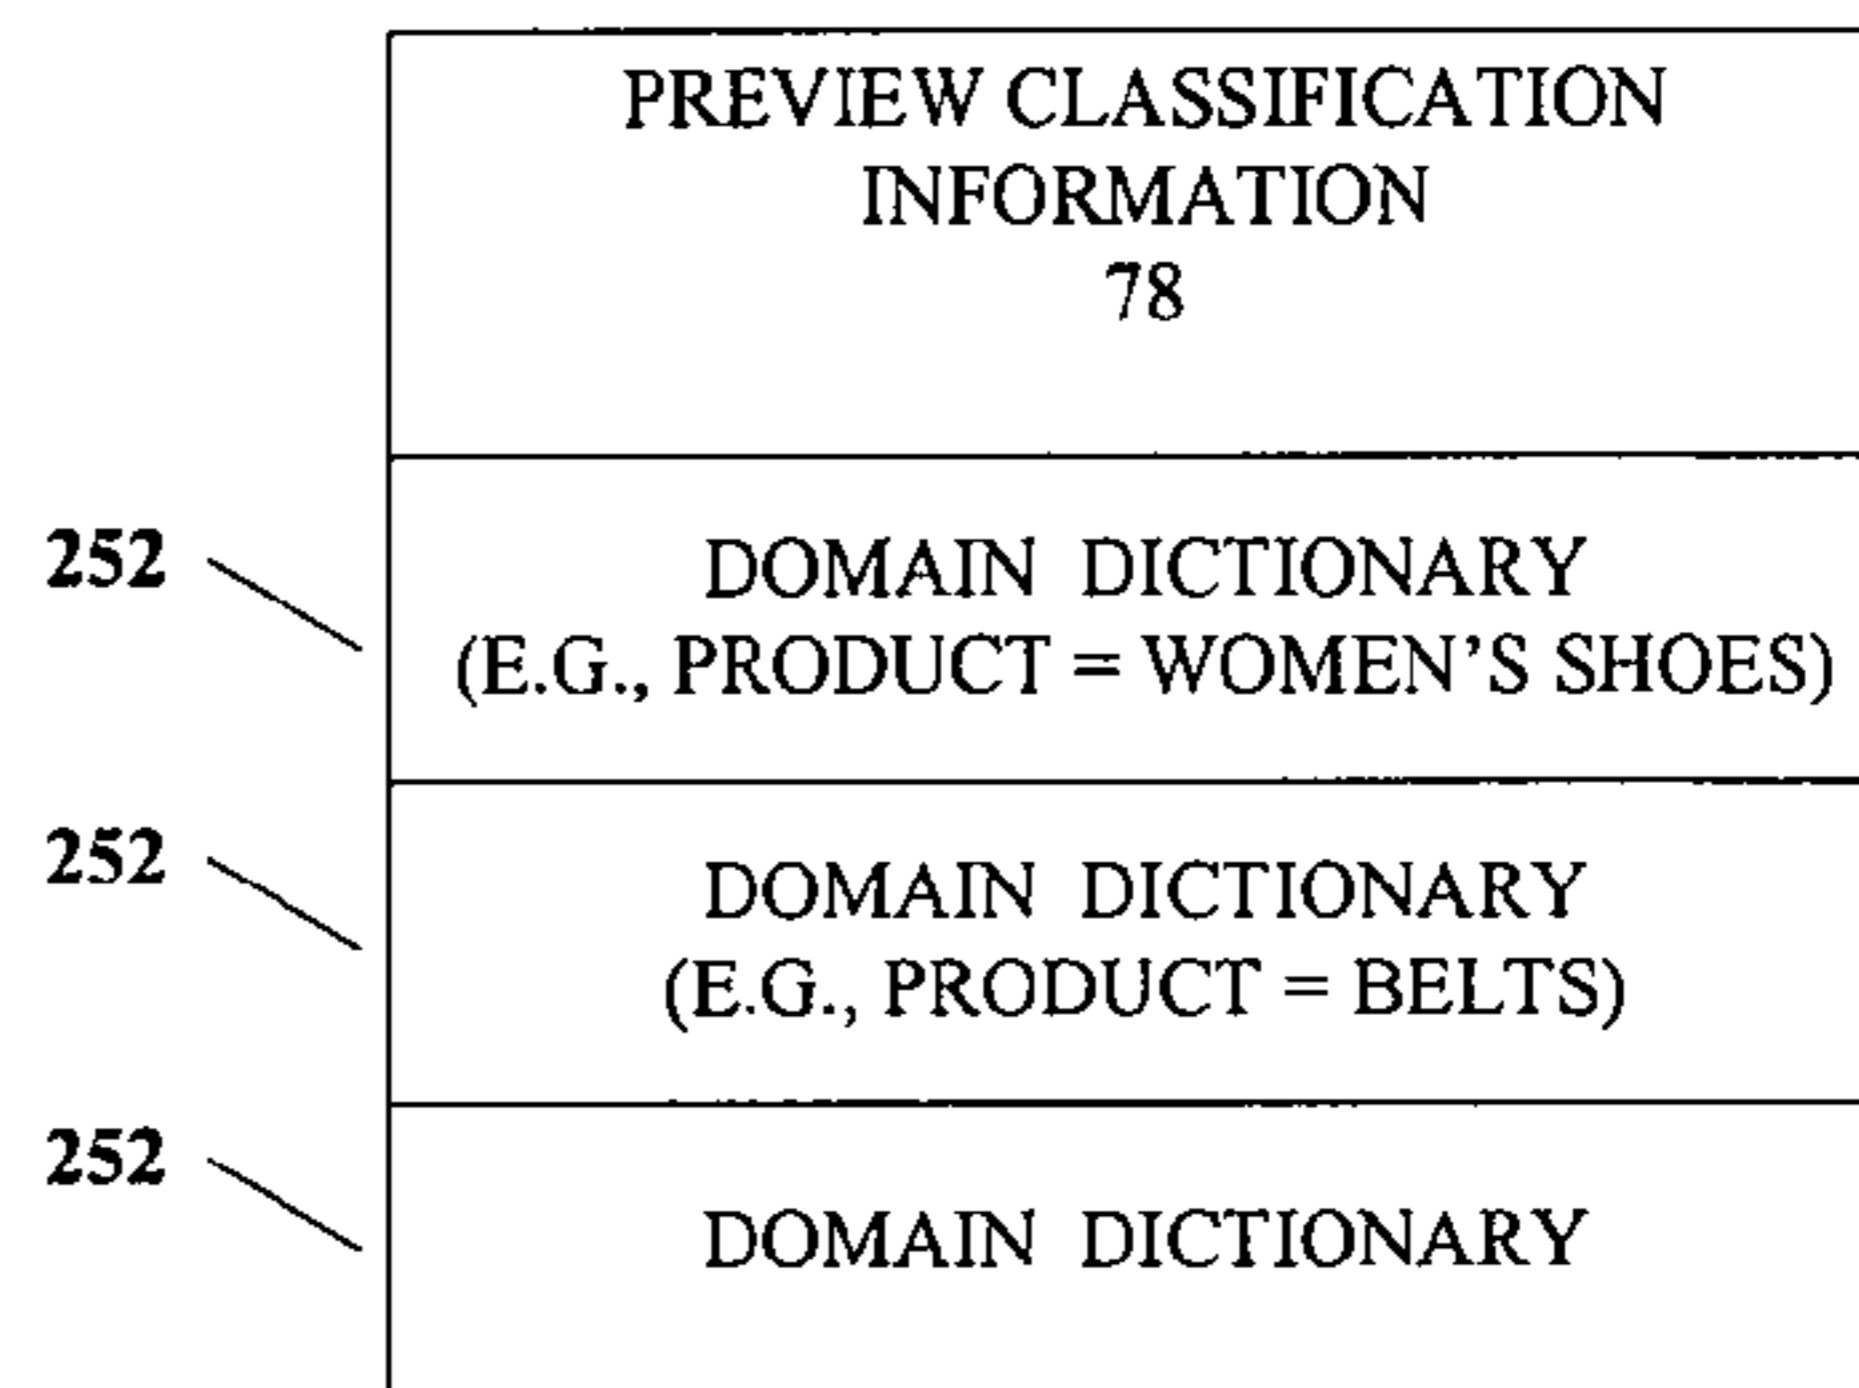 PREVIEW CLASSIFICATION
INFORMATION
78
252
DOMAIN DICTIONARY
(E.G., PRODUCT = WOMEN'S SHOES)
252
DOMAIN DICTIONARY
(E.G., PRODUCT = BELTS)
252
DOMAIN DICTIONARY